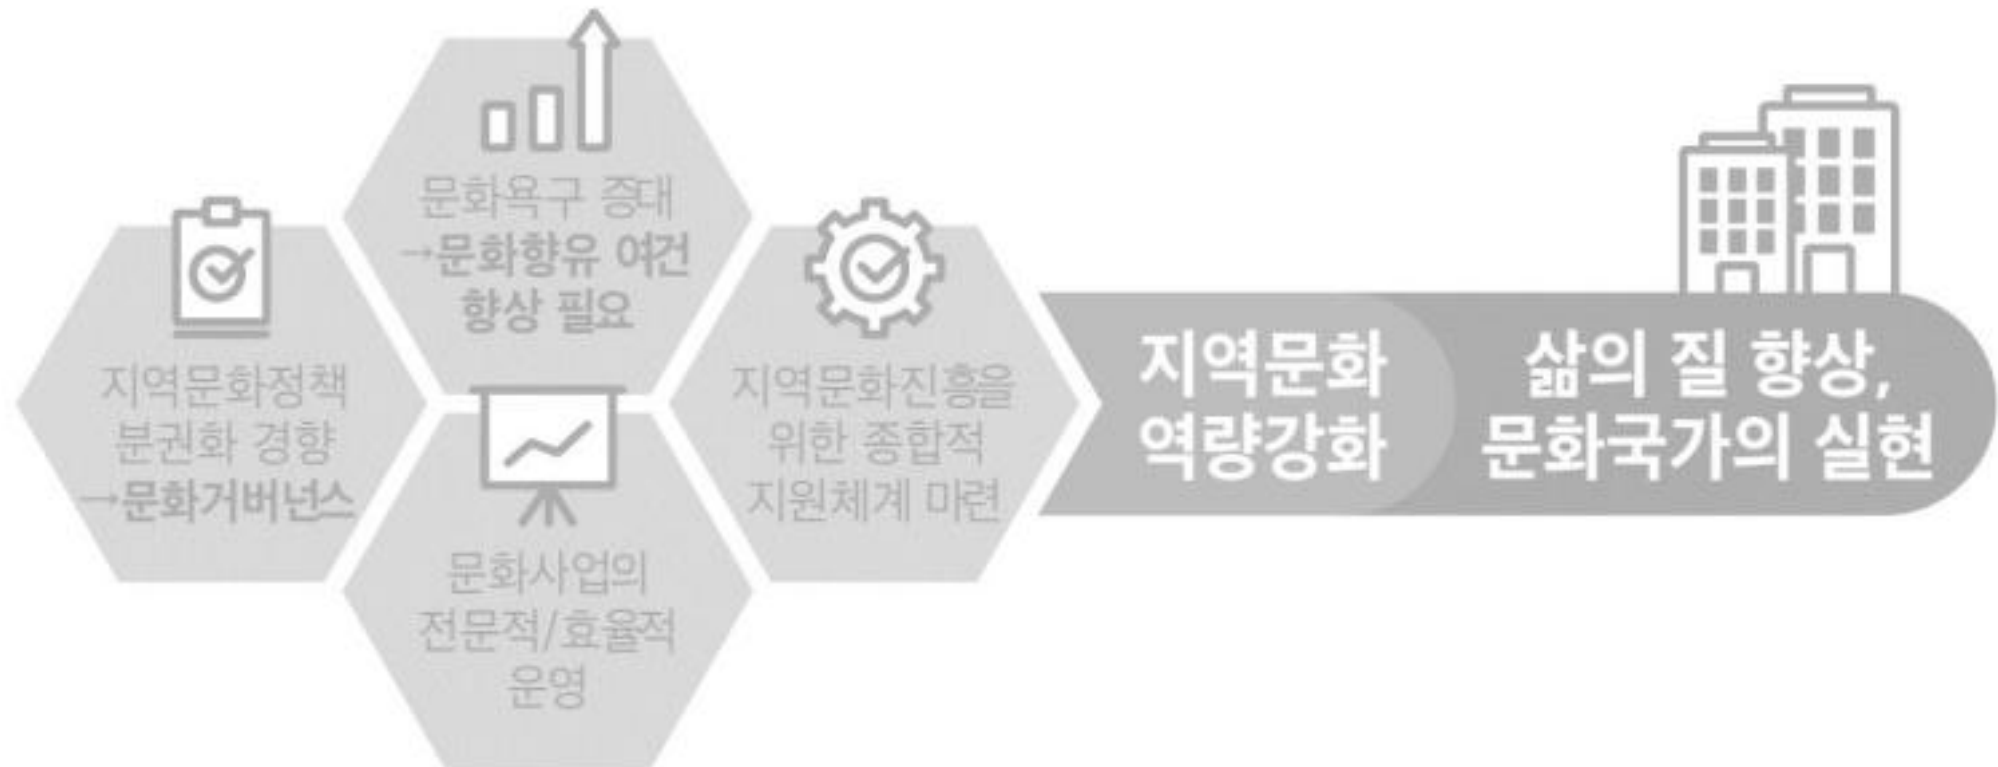 문화욕구 증대
→문화향유 여건
향상 필요
지역문화정책
분권화 경향
→문화거버넌스
지역문화진흥을
위한 종합적
지원체계 마련
문화사업의
전문적/효율적
운영
지역문화
역량강화
삶의 질 향상,
문화국가의 실현